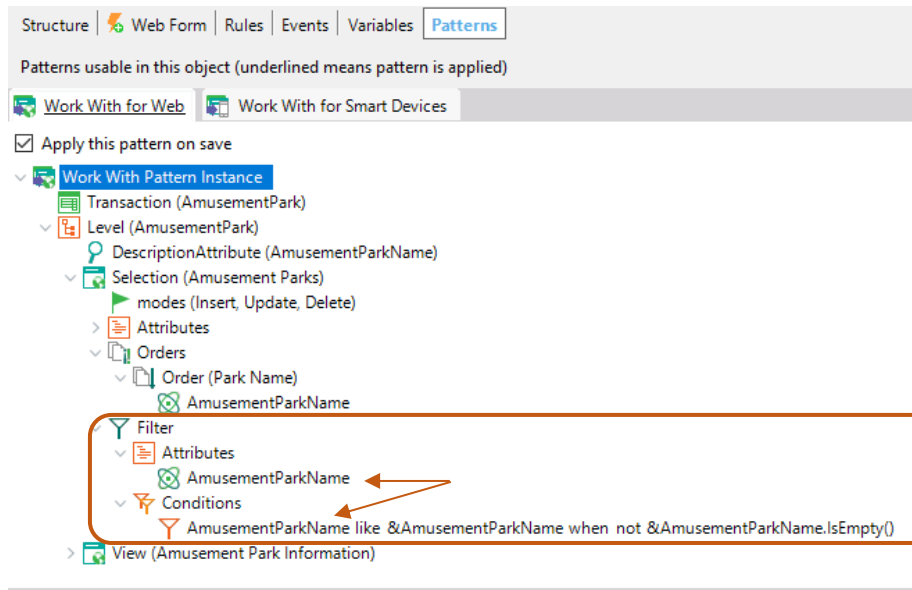 Structure Web Form Rules Events Variables Patterns
Patterns usable in this object (underlined means pattern is applied)
Work With for Web Work With for Smart Devices
Apply this pattern on save
Work With Pattern Instance
Transaction (AmusementPark)
Level (AmusementPark)
DescriptionAttribute (AmusementParkName)
Selection (Amusement Parks)
modes (Insert, Update, Delete)
Attributes
Orders
Order (Park Name)
AmusementParkName
Filter
Attributes
AmusementParkName
Conditions
AmusementParkName like &AmusementParkName when not &AmusementParkName.IsEmpty()
View (Amusement Park Information)